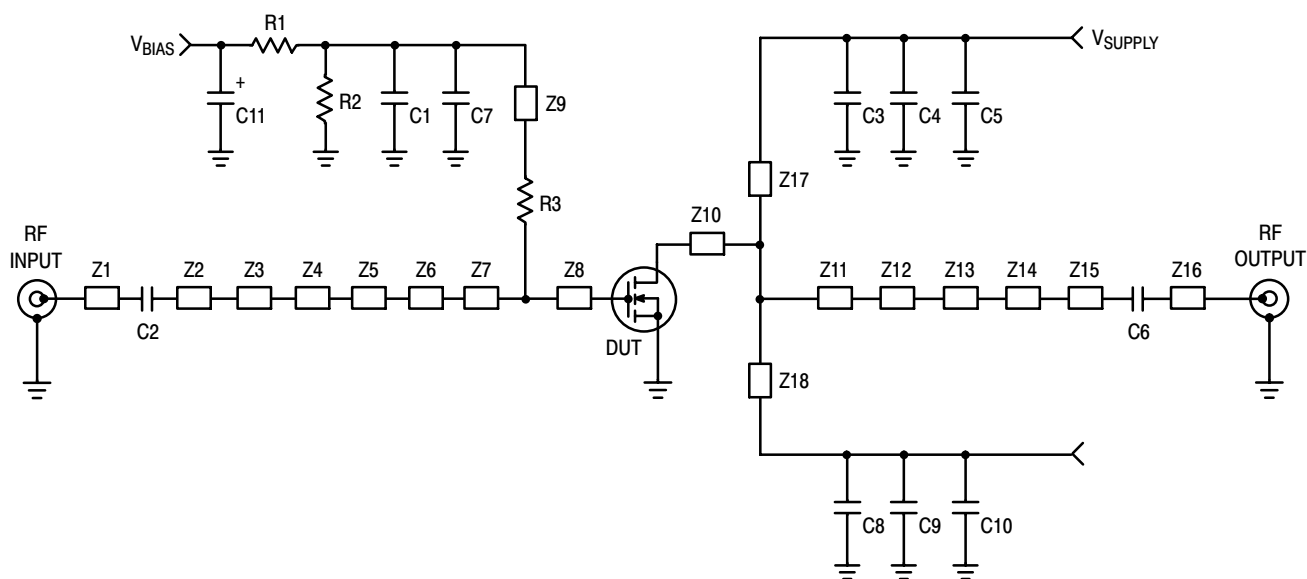 R1
VBIAS
VSUPPLY
+
C11
R2
C1
C7
Z9
C3
C4
C5
Z17
R3
Z10
RF
INPUT
Z1
Z2
Z3
Z4
Z5
Z6
Z7
Z8
Z11
Z12
Z13
Z14
Z15
Z16
RF
OUTPUT
C2
DUT
C6
Z18
C8
C9
C10